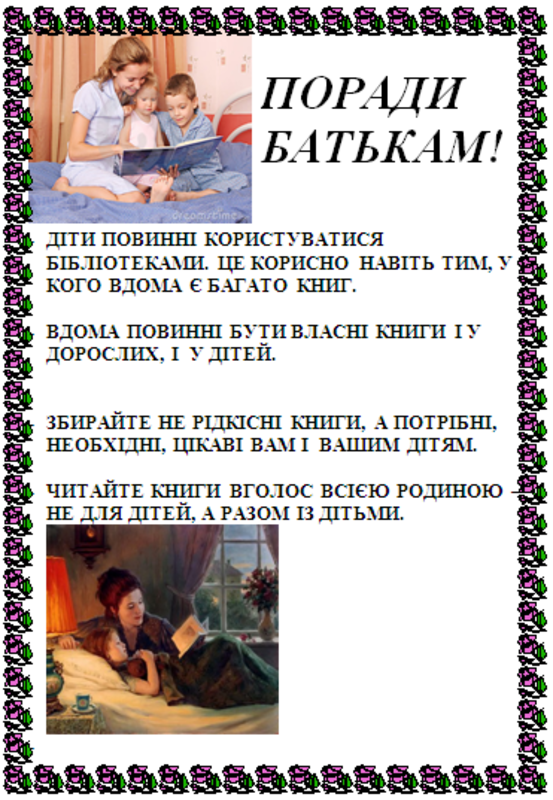 ПОРАДИ
БАТЬКАМ!
dreamstime
ДІТИ ПОВИННІ КОРИСТУВАТИСЯ
БІБЛІОТЕКАМИ. ЦЕ КОРИСНО НАВІТЬ ТИМ, У
КОГО ВДОМА Є БАГАТО КНИГ.
ВДОМА ПОВИННІ БУТИ ВЛАСНІ КНИГИ І У
ДОРОСЛИХ, І У ДІТЕЙ.
ЗБИРАЙТЕ НЕ РІДКІСНІ КНИГИ, А ПОТРІБНІ,
НЕОБХІДНІ, ЦІКАВІ ВАМ І ВАШИМ ДІТЯМ.
ЧИТАЙТЕ КНИГИ ВГОЛОС ВСІЄЮ РОДИНОЮ –
НЕ ДЛЯ ДІТЕЙ, А РАЗОМ ІЗ ДІТЬМИ.